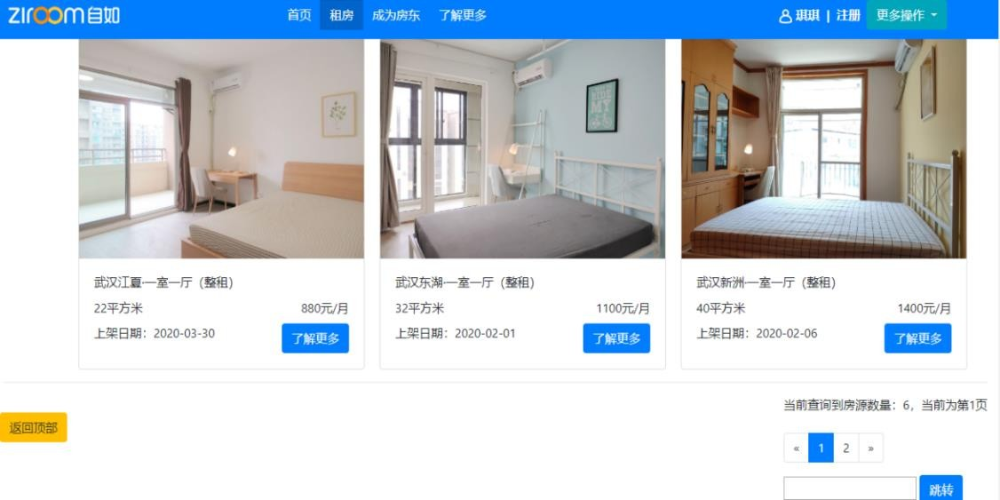 ziroom自如 首页 租房 成为房东 了解更多 琪琪 | 注册 更多操作
武汉江夏·一室一厅（整租）
22平方米 880元/月
上架日期：2020-03-30 了解更多
武汉东湖·一室一厅（整租）
32平方米 1100元/月
上架日期：2020-02-01 了解更多
武汉新洲·一室一厅（整租）
40平方米 1400元/月
上架日期：2020-02-06 了解更多
当前查询到房源数量：6，当前为第1页
返回顶部
« 1 2 »
跳转